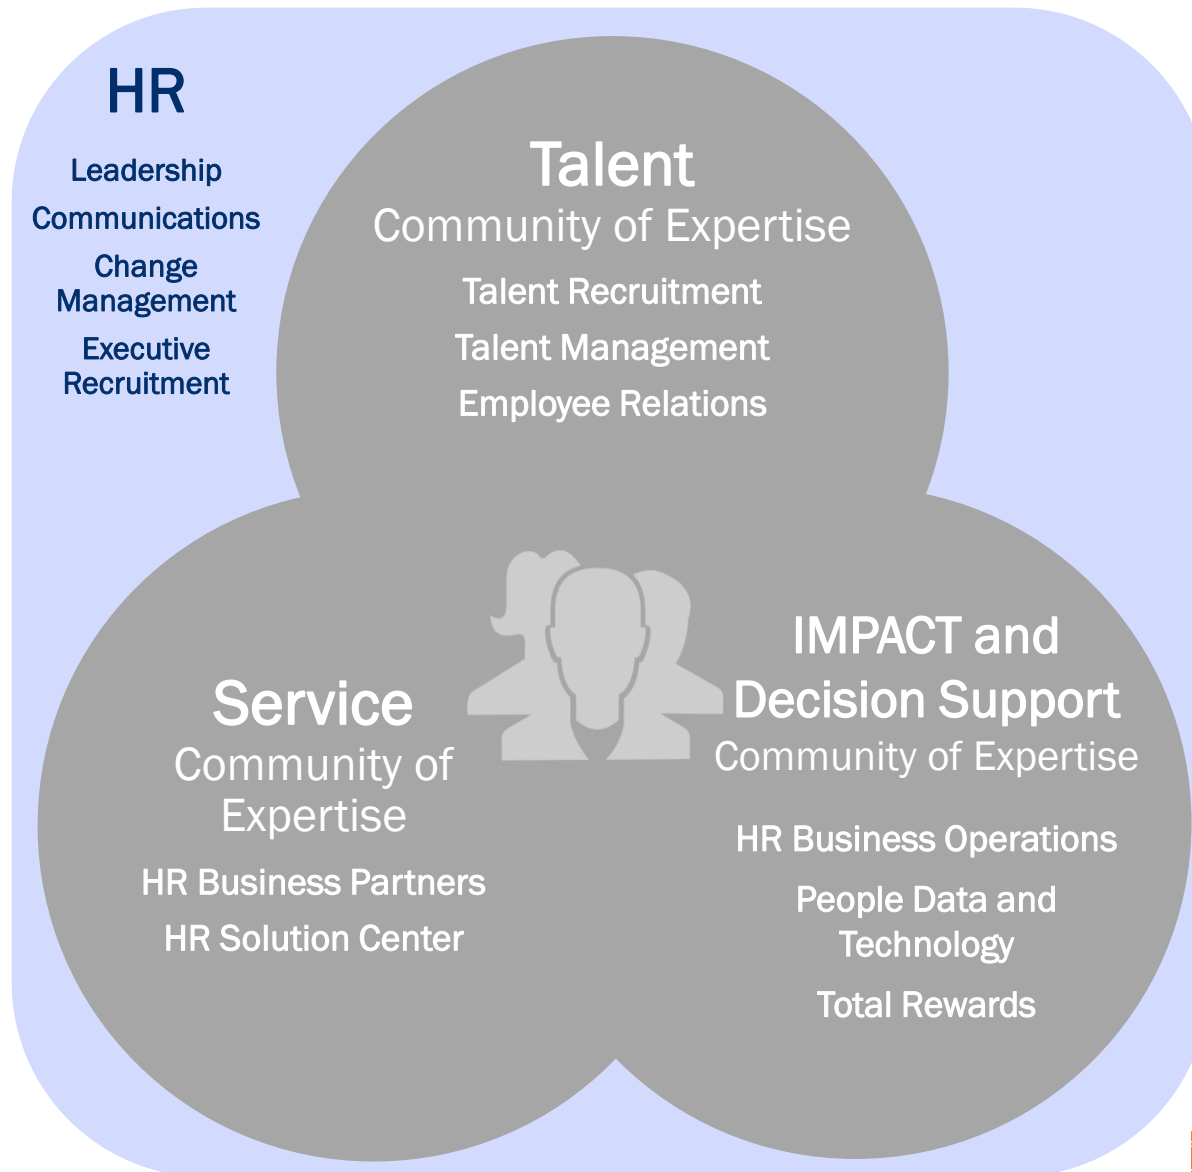 HR
Leadership
Communications
Change
Management
Executive
Recruitment
Talent
Community of Expertise
Talent Recruitment
Talent Management
Employee Relations
Service
Community of
Expertise
HR Business Partners
HR Solution Center
IMPACT and
Decision Support
Community of Expertise
HR Business Operations
People Data and
Technology
Total Rewards